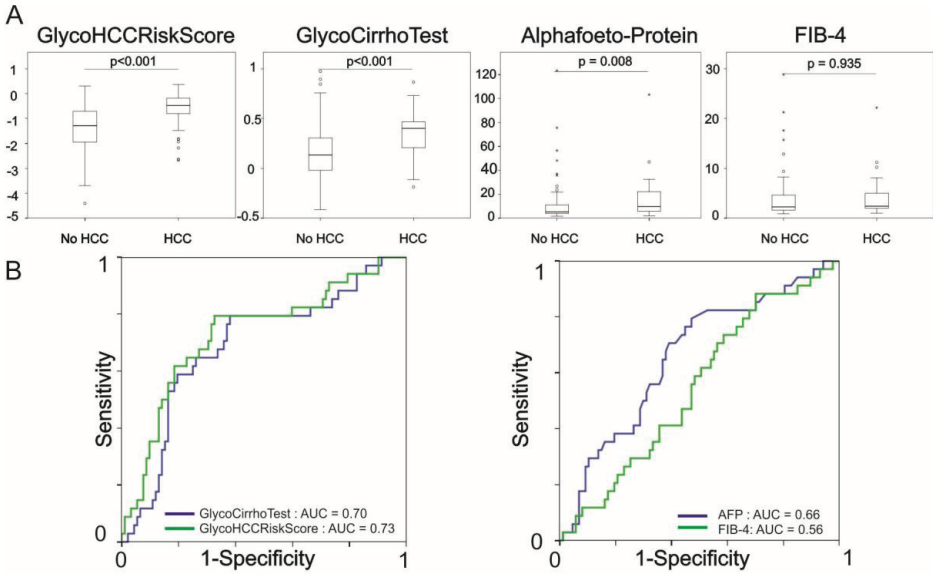 A
GlycoHCCRiskScore
GlycoCirrhoTest
Alphafoeto-Protein
FIB-4
p<0.001
p<0.001
p = 0.008
p = 0.935
1
0
-1
-2
-3
-4
-5
1
0.5
0
-0.5
120
100
80
60
40
20
0
30
20
10
0
No HCC
HCC
No HCC
HCC
No HCC
HCC
No HCC
HCC
B
1
Sensitivity
0
GlycoCirrhoTest : AUC = 0.70
GlycoHCCRiskScore : AUC = 0.73
0
1-Specificity
1
1
Sensitivity
0
AFP : AUC = 0.66
FIB-4: AUC = 0.56
0
1-Specificity
1